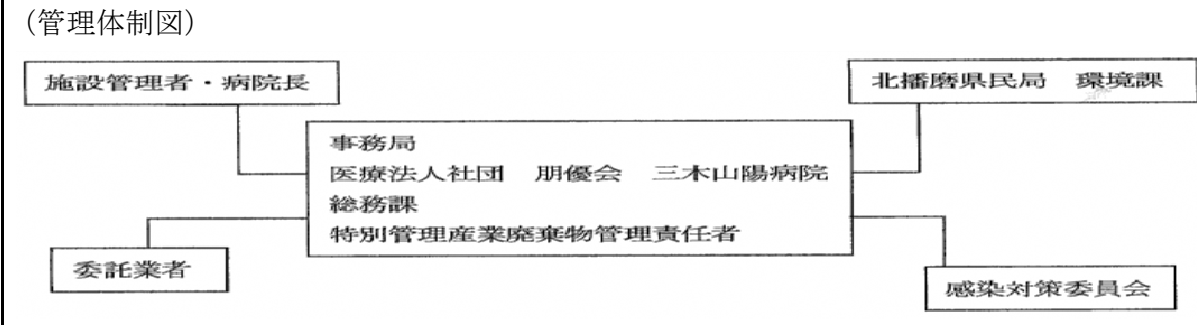 （管理体制図）
施設管理者・病院長
北播磨県民局　環境課
事務局
医療法人社団　朋優会　三木山陽病院
総務課
特別管理産業廃棄物管理責任者
委託業者
感染対策委員会